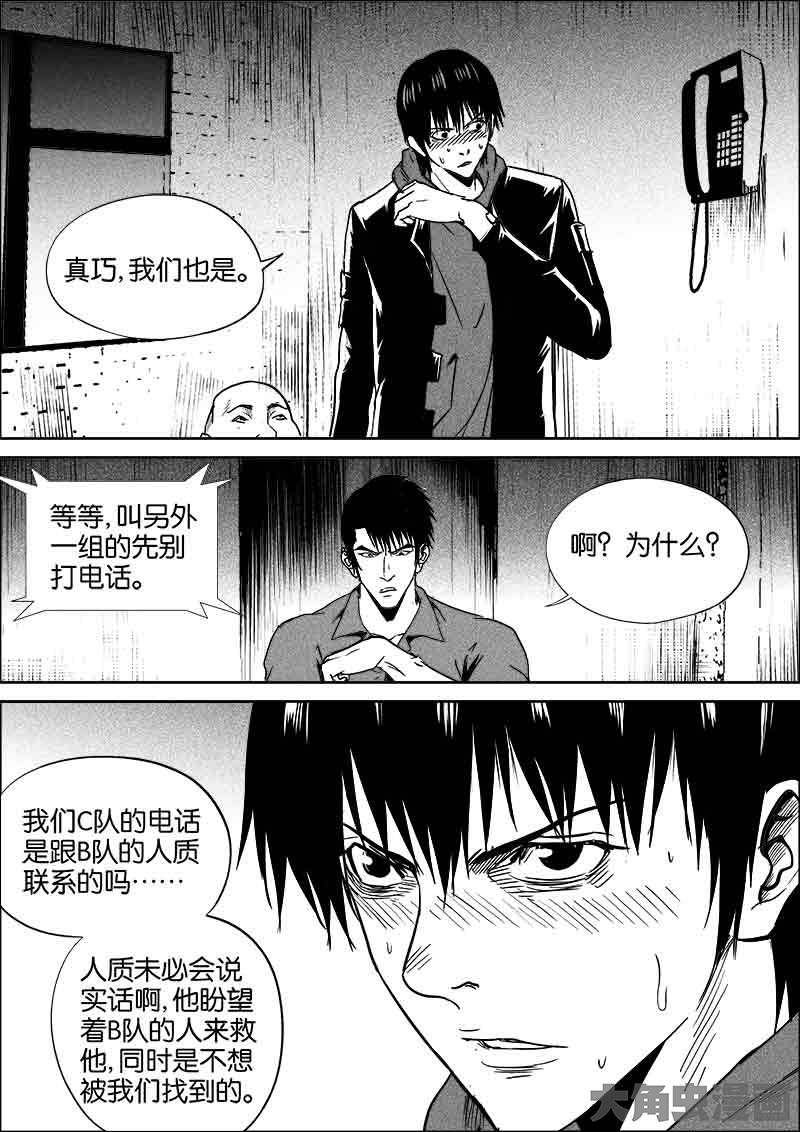 真巧,我们也是。
等等,叫另外
一组的先别
打电话。
啊？为什么？
我们C队的电话
是跟B队的人质
联系的吗……
人质未必会说
实话啊,他盼望
着B队的人来救
他,同时是不想
被我们找到的。
大角虫漫画